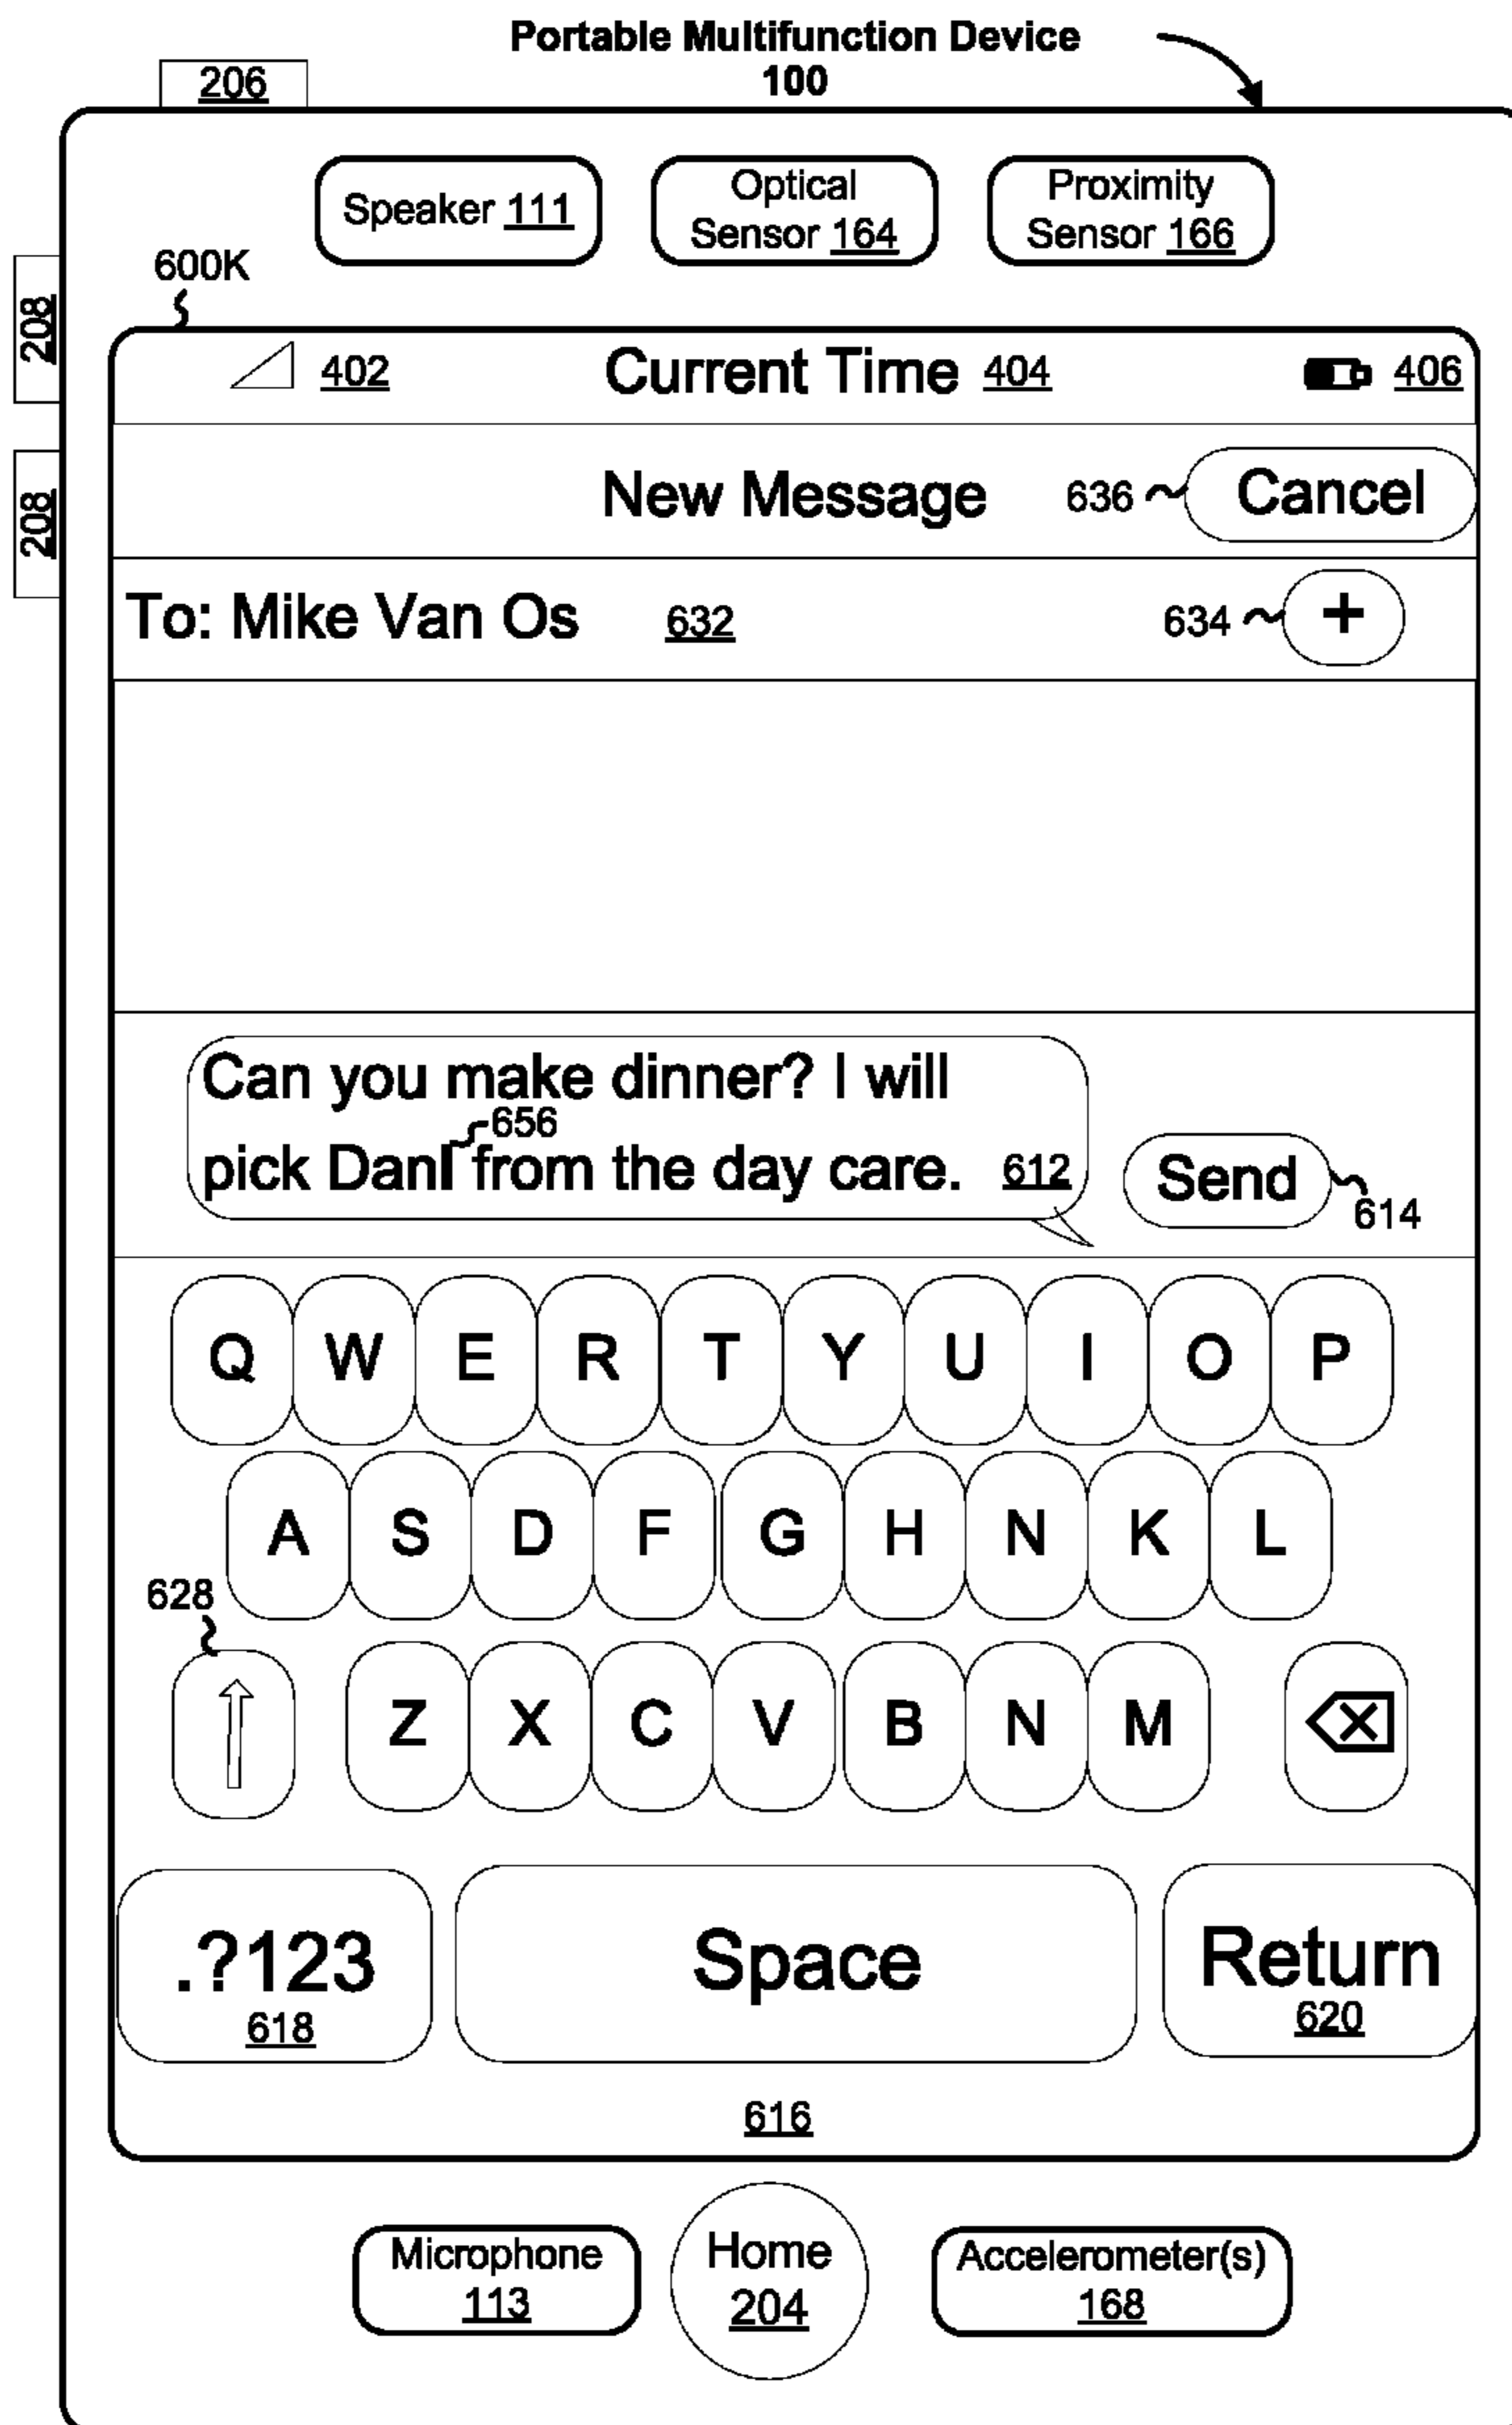 Portable Multifunction Device
100
206
Speaker 111
Optical
Sensor 164
Proximity
Sensor 166
600K
208
208
402
Current Time 404
406
New Message
636
Cancel
To: Mike Van Os 632
634
+
Can you make dinner? I will
656
pick Dan from the day care. 612
Send
614
Q W E R T Y U I O P
A S D F G H N K L
628
Z X C V B N M
.?123
618
Space
Return
620
616
Microphone
113
Home
204
Accelerometer(s)
168